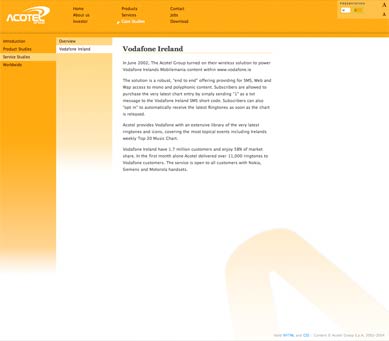 ACOTEL
Home
About us
Investor
Products
Services
Case Studies
Contact
Jobs
Download
PRESENTATION
A
A
Introduction
Product Studies
Service Studies
Worldwide
Overview
Vodafone Ireland
Vodafone Ireland
In June 2002, The Acotel Group turned on their wireless solution to power
Vodafone Irelands Mobilemania content within www.vodafone.ie
The solution is a robust, "end to end" offering providing for SMS, Web and
Wap access to mono and polyphonic content. Subscribers are allowed to
purchase the very latest chart entry by simply sending "1" as a text
message to the Vodafone Ireland SMS short code. Subscribers can also
"opt in" to automatically receive the latest Ringtones as soon as the chart
is released.
Acotel provides Vodafone with an extensive library of the very latest
ringtones and icons, covering the most topical events including Irelands
weekly Top 20 Music Chart.
Vodafone Ireland have 1.7 million customers and enjoy 58% of market
share. In the first month alone Acotel delivered over 11,000 ringtones to
Vodafone customers. The service is open to all customers with Nokia,
Siemens and Motorola handsets.
Valid XHTML and CSS | Content © Acotel Group S.p.A. 2002-2004